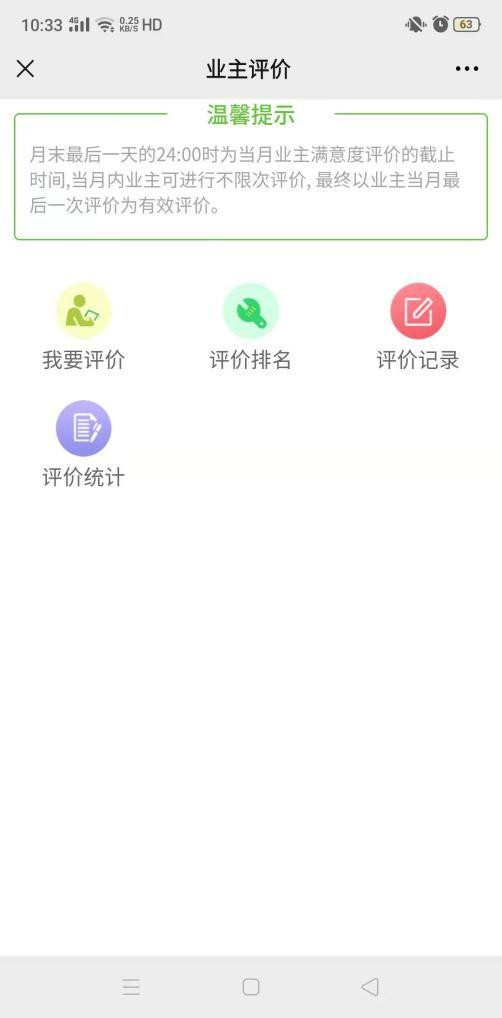 10:33 4G 0.25 KB/S HD 63
业主评价
温馨提示
月末最后一天的24:00时为当月业主满意度评价的截止
时间,当月内业主可进行不限次评价, 最终以业主当月最
后一次评价为有效评价。
我要评价 评价排名 评价记录
评价统计